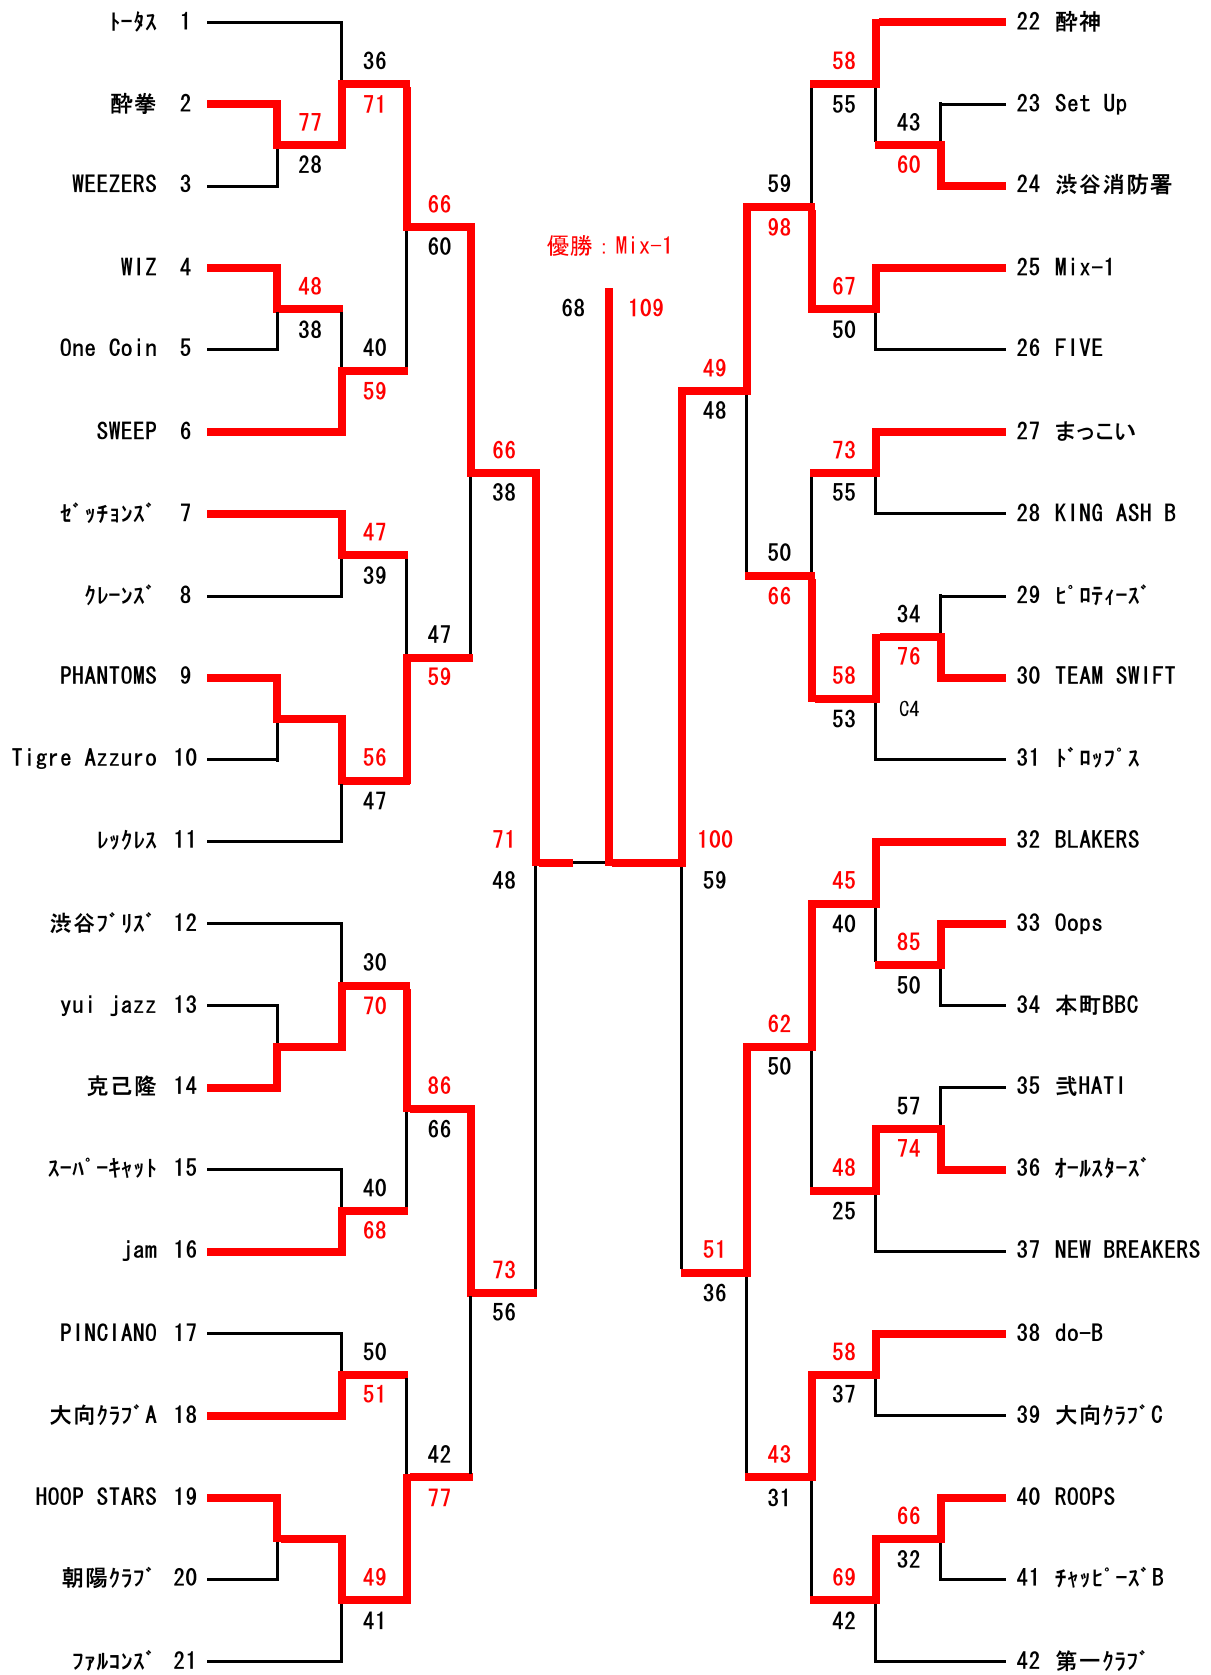 ﾄｰﾀｽ 1
36
酔拳 2
77
71
28
WEEZERS 3
66
60
WIZ 4
48
38
One Coin 5
40
59
SWEEP 6
66
38
ｾﾞｯﾁｮﾝｽﾞ 7
47
39
ｸﾚｰﾝｽﾞ 8
47
59
PHANTOMS 9
Tigre Azzuro 10
56
47
ﾚｯｸﾚｽ 11
71
48
渋谷ﾌﾞﾘｽﾞ 12
30
70
yui jazz 13
克己隆 14
86
66
ｽｰﾊﾟｰｷｬｯﾄ 15
40
68
jam 16
73
56
PINCIANO 17
50
51
大向ｸﾗﾌﾞA 18
42
77
HOOP STARS 19
朝陽ｸﾗﾌﾞ 20
49
41
ﾌｧﾙｺﾝｽﾞ 21
優勝：Mix-1
68 109
22 酔神
58
55
23 Set Up
43
60
24 渋谷消防署
59
98
25 Mix-1
67
50
26 FIVE
49
48
27 まっこい
73
55
28 KING ASH B
50
66
29 ﾋﾟﾛﾃｨｰｽﾞ
34
76
30 TEAM SWIFT
58
53
C4
31 ﾄﾞﾛｯﾌﾟｽ
100
59
32 BLAKERS
45
40
33 Oops
85
50
34 本町BBC
62
50
35 弐HATI
57
74
36 ｵｰﾙｽﾀｰｽﾞ
48
25
37 NEW BREAKERS
51
36
38 do-B
58
37
39 大向ｸﾗﾌﾞC
43
31
40 ROOPS
66
32
41 ﾁｬｯﾋﾟｰｽﾞB
69
42
42 第一ｸﾗﾌﾞ